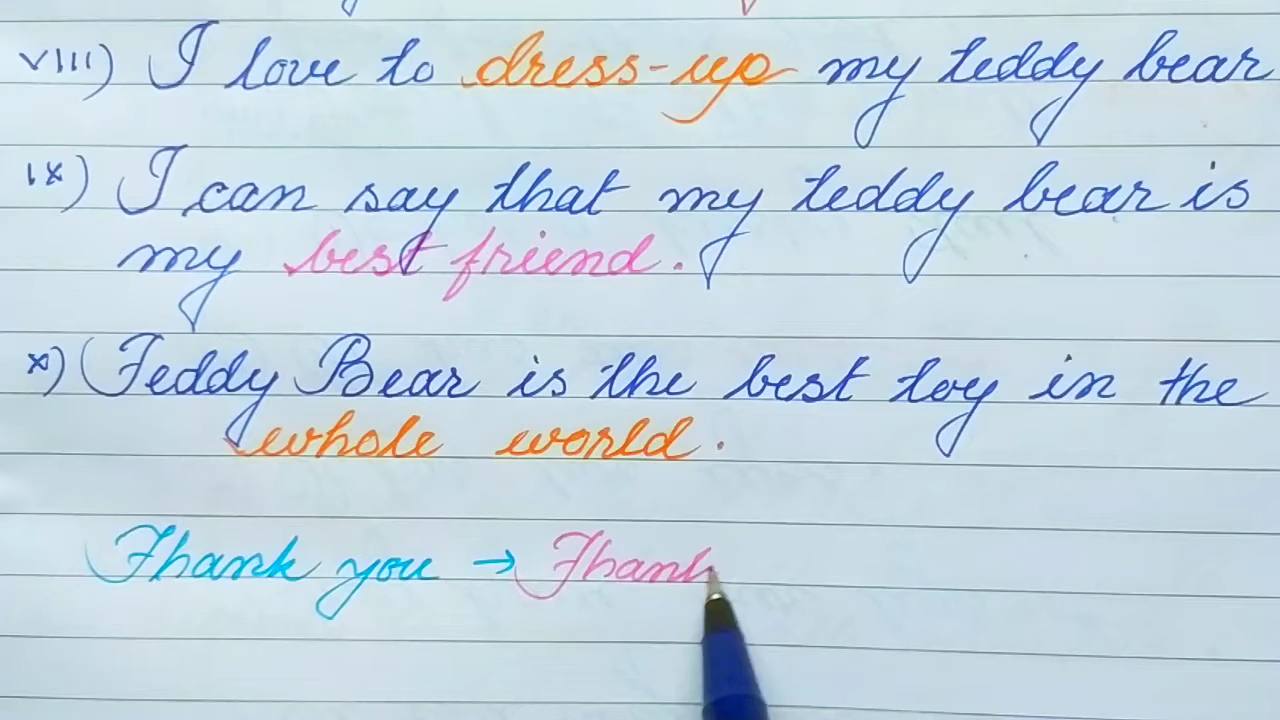 VIII) I love to dress-up my teddy bear
IX) I can say that my teddy bear is
my best friend.
X) Teddy Bear is the best toy in the
whole world.
Thank you → Thank